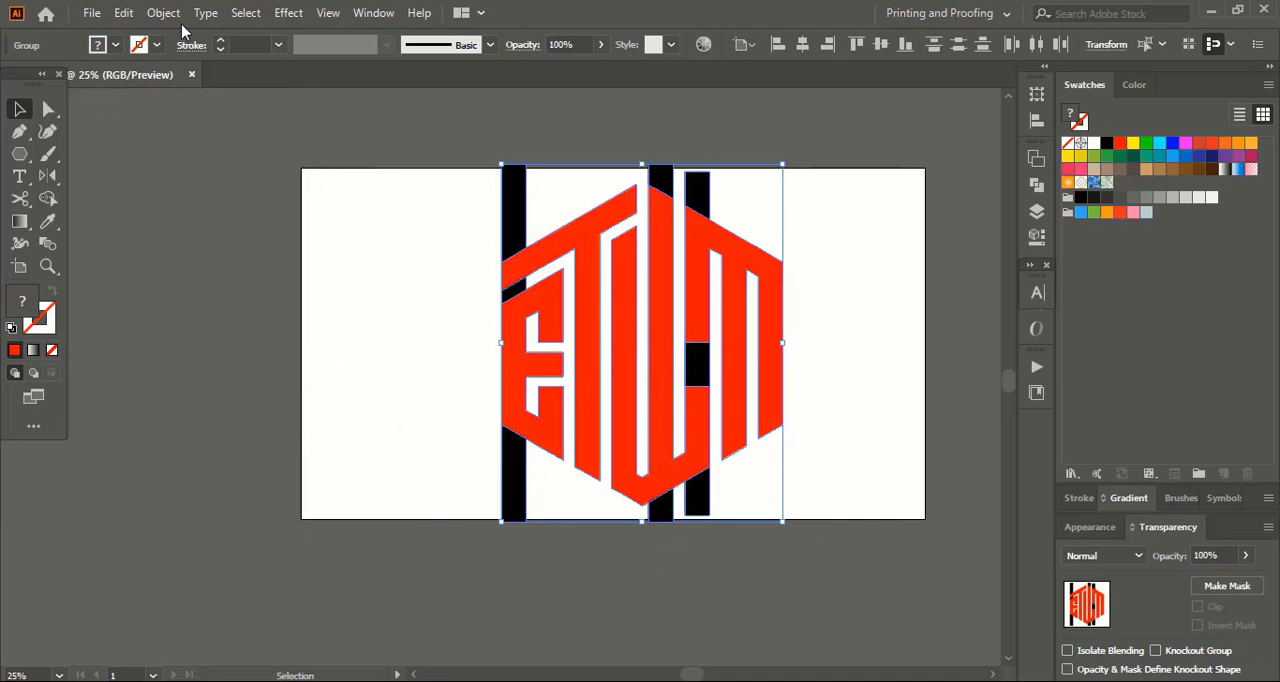 Ai File Edit Object Type Select Effect View Window Help Printing and Proofing Search Adobe Stock
Group ? Stroke: Basic Opacity: 100% Style: Transform
@ 25% (RGB/Preview) ×
Swatches Color
?
ETWM
A
?
25% 1 Selection
Stroke Gradient Brushes Symbols
Appearance Transparency
Normal Opacity: 100%
Make Mask
Clip
Invert Mask
Isolate Blending Knockout Group
Opacity & Mask Define Knockout Shape